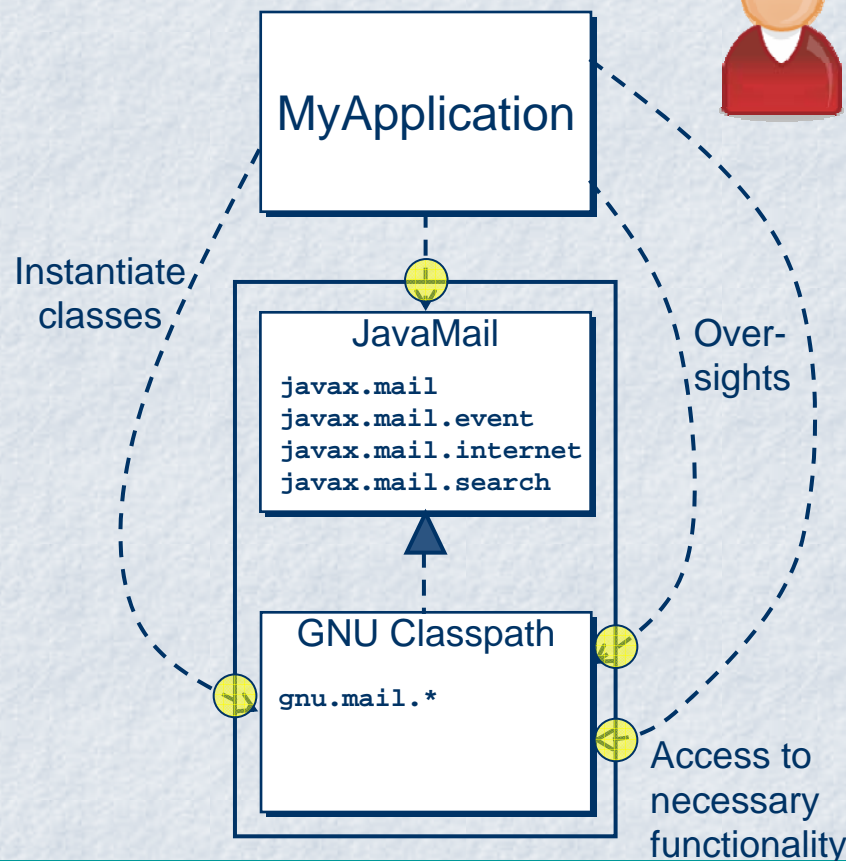 MyApplication
Instantiate
classes
JavaMail
javax.mail
javax.mail.event
javax.mail.internet
javax.mail.search
Over-
sights
GNU Classpath
gnu.mail.*
Access to
necessary
functionality